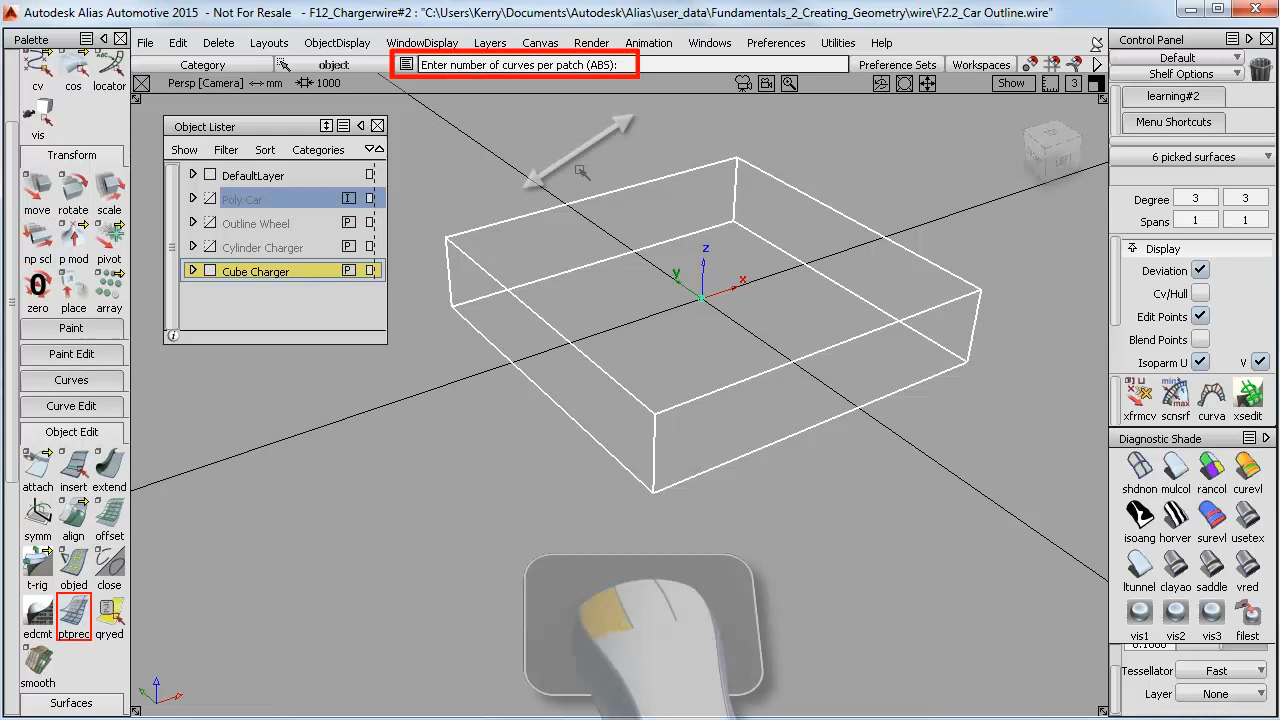 Autodesk Alias Automotive 2015 - Not For Resale - F12_Chargerwire#2 : "C:\Users\Kerry\Documents\Autodesk\Alias\user_data\Fundamentals_2_Creating_Geometry\wire\F2.2_Car Outline.wire"
Palette
File Edit Delete Layouts ObjectDisplay WindowDisplay Layers Canvas Render Animation Windows Preferences Utilities Help
Control Panel
Category object Enter number of curves per patch (ABS): Preference Sets Workspaces
Default
Shelf Options
Persp [Camera] mm 1000 Show 3
cv cos locator
vis
learning#2
Menu Shortcuts
Object Lister
Show Filter Sort Categories
DefaultLayer
Poly Car I
Outline Wheel P
Cylinder Charger P
Cube Charger P
i
Transform
move rotate scale
np scl p mod pivot
0
zero place array
Paint
Paint Edit
Curves
Curve Edit
Object Edit
attach insert extend
symm align offset
t-rig objed close
edcmt ptprec qryed
smooth
Surfaces
z
y
x
LEFT
6 picked surfaces
Degree 3 3
Spans 1 1
Display
Deviation
Cv/Hull
Edit Points
Blend Points
Isoparm U V
min
max
xfrmcv scnsrf curva xsedit
Diagnostic Shade
shdnon mulcol rancol curevl
isoang horver surevl usetex
ltunnel clayao saddle vred
vis1 vis2 vis3 filest
Tessellator Fast
Layer None